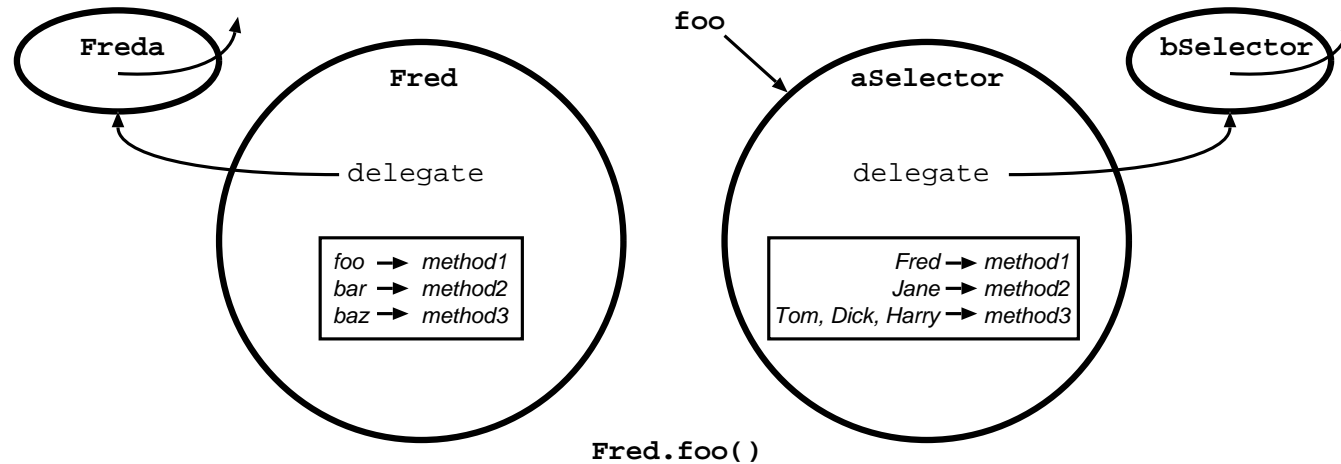 Freda
Fred
delegate
foo → method1
bar → method2
baz → method3
foo
aSelector
bSelector
delegate
Fred → method1
Jane → method2
Tom, Dick, Harry → method3
Fred.foo()